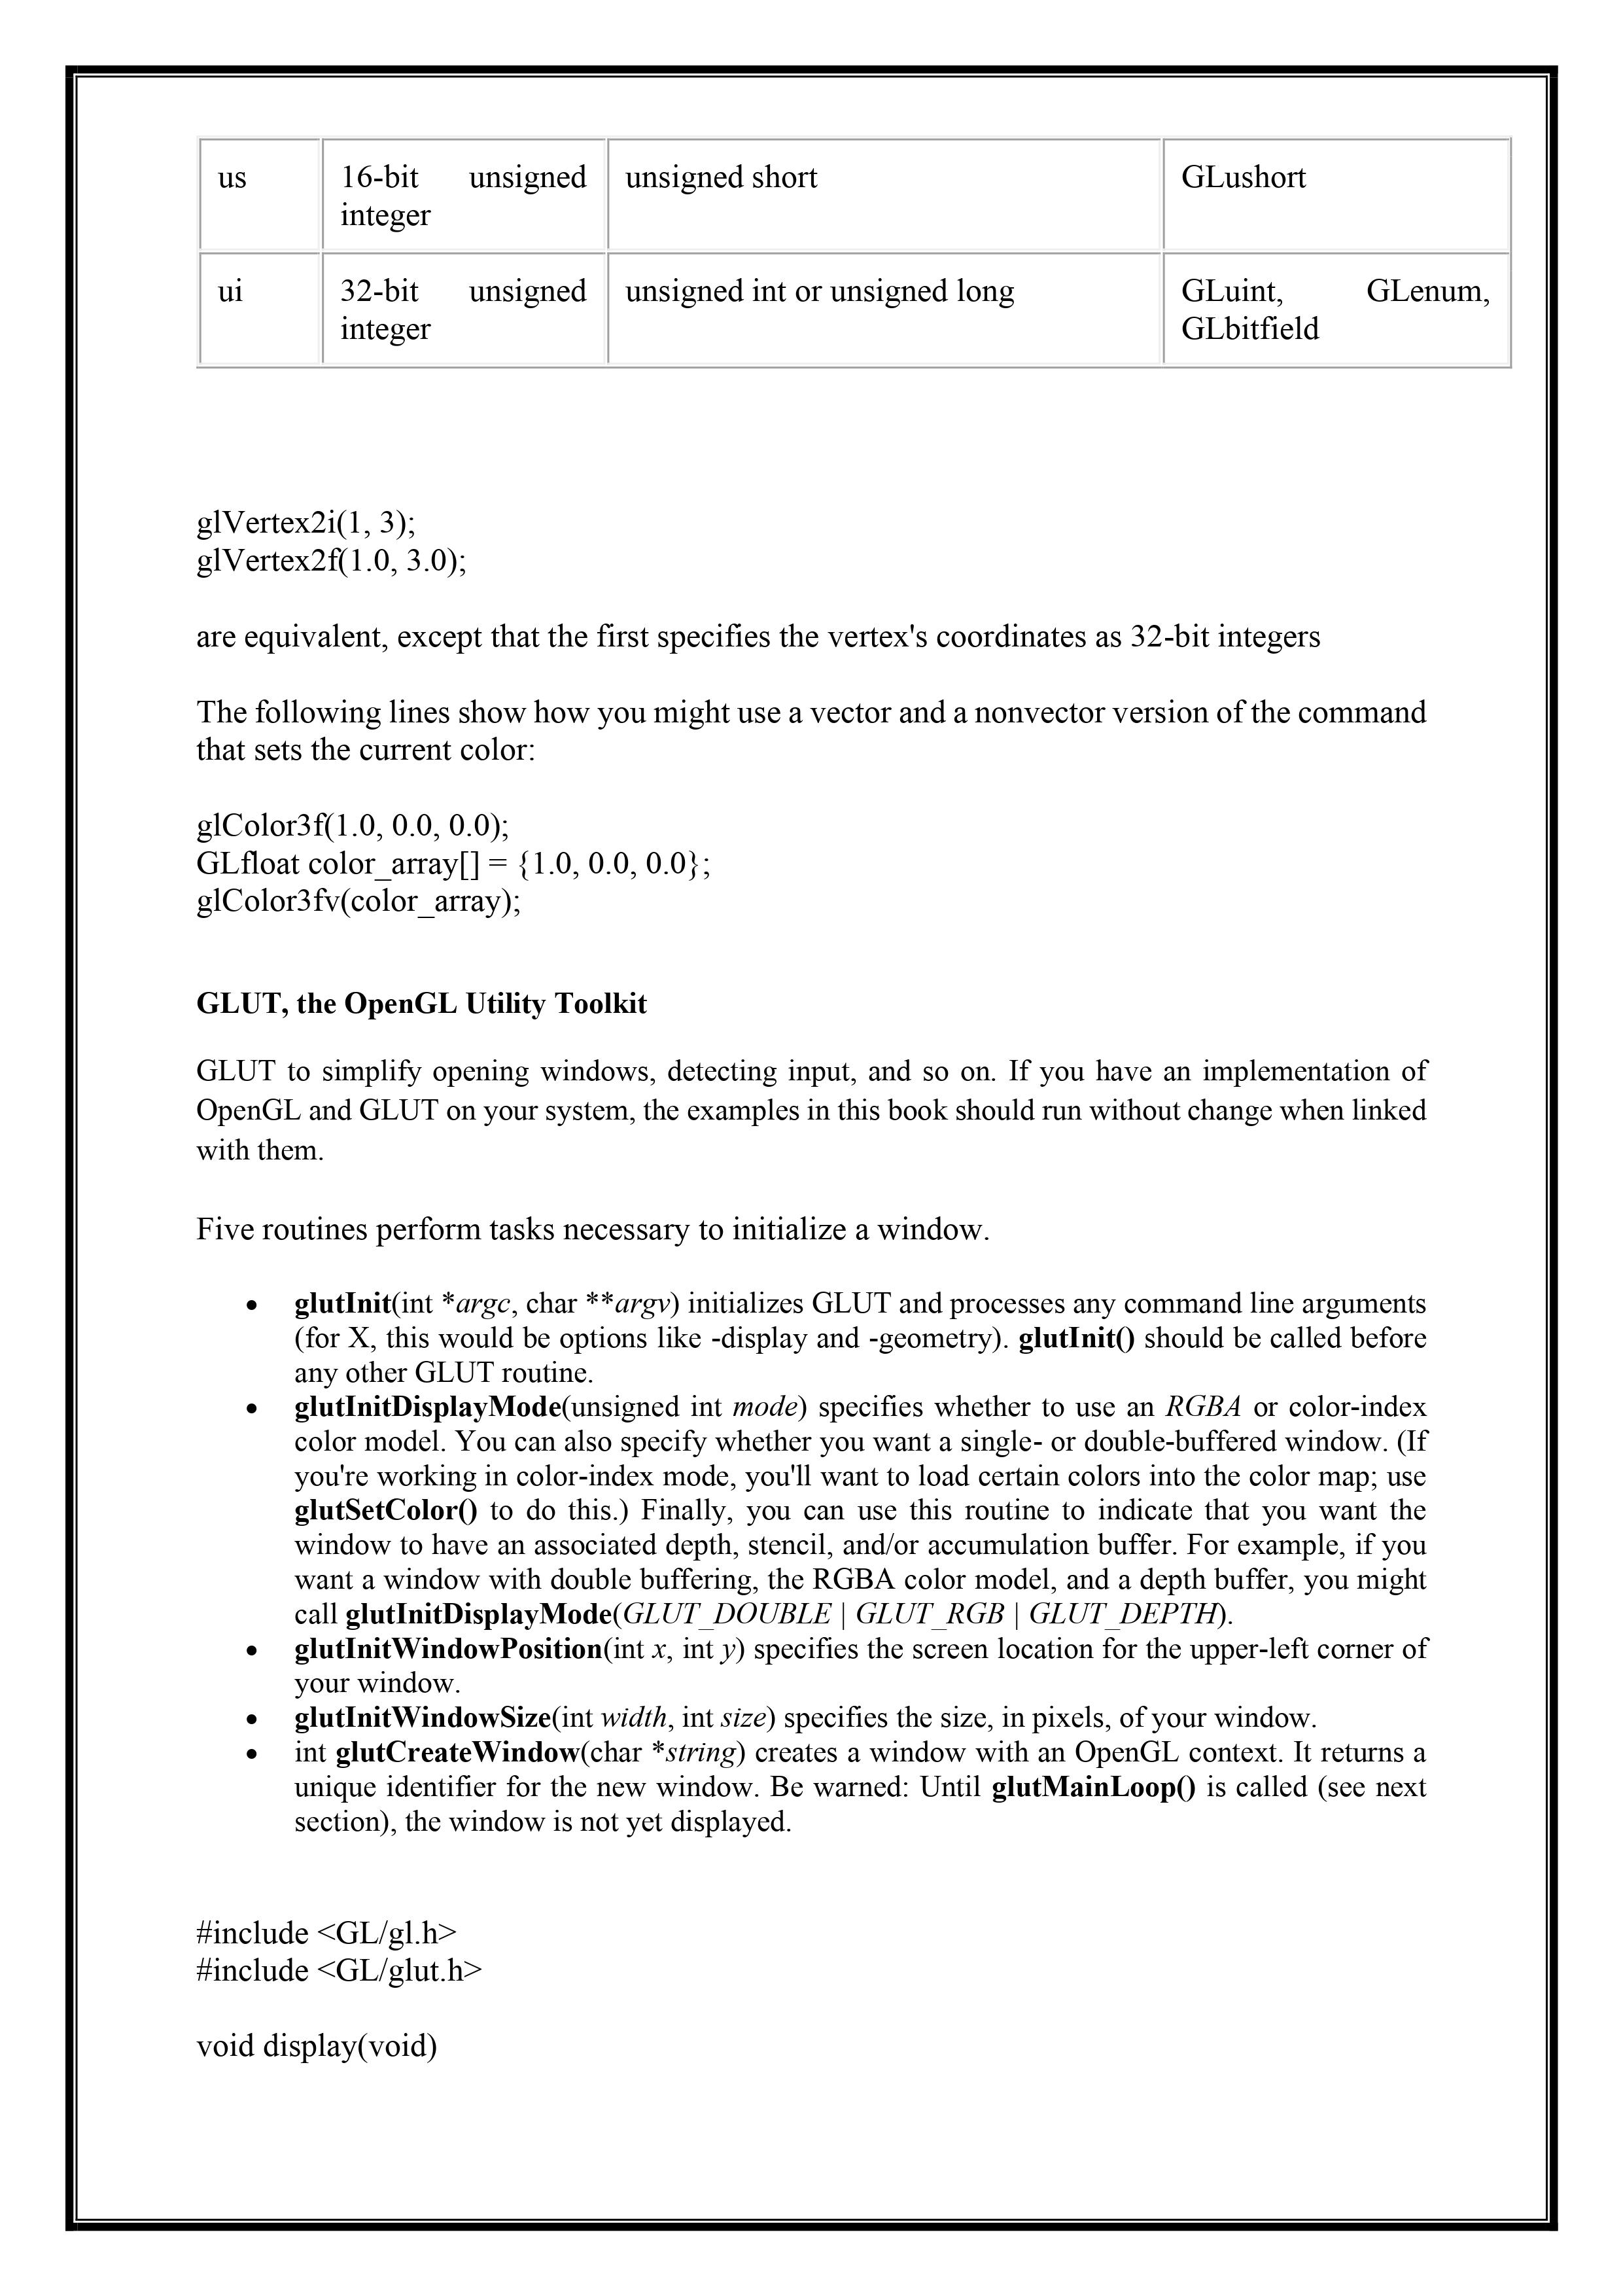 us 16-bit unsigned integer unsigned short GLushort
ui 32-bit unsigned integer unsigned int or unsigned long GLuint, GLenum, GLbitfield
glVertex2i(1, 3);
glVertex2f(1.0, 3.0);
are equivalent, except that the first specifies the vertex's coordinates as 32-bit integers
The following lines show how you might use a vector and a nonvector version of the command
that sets the current color:
glColor3f(1.0, 0.0, 0.0);
GLfloat color_array[] = {1.0, 0.0, 0.0};
glColor3fv(color_array);
GLUT, the OpenGL Utility Toolkit
GLUT to simplify opening windows, detecting input, and so on. If you have an implementation of
OpenGL and GLUT on your system, the examples in this book should run without change when linked
with them.
Five routines perform tasks necessary to initialize a window.
• glutInit(int *argc, char **argv) initializes GLUT and processes any command line arguments
(for X, this would be options like -display and -geometry). glutInit() should be called before
any other GLUT routine.
• glutInitDisplayMode(unsigned int mode) specifies whether to use an RGBA or color-index
color model. You can also specify whether you want a single- or double-buffered window. (If
you're working in color-index mode, you'll want to load certain colors into the color map; use
glutSetColor() to do this.) Finally, you can use this routine to indicate that you want the
window to have an associated depth, stencil, and/or accumulation buffer. For example, if you
want a window with double buffering, the RGBA color model, and a depth buffer, you might
call glutInitDisplayMode(GLUT_DOUBLE | GLUT_RGB | GLUT_DEPTH).
• glutInitWindowPosition(int x, int y) specifies the screen location for the upper-left corner of
your window.
• glutInitWindowSize(int width, int size) specifies the size, in pixels, of your window.
• int glutCreateWindow(char *string) creates a window with an OpenGL context. It returns a
unique identifier for the new window. Be warned: Until glutMainLoop() is called (see next
section), the window is not yet displayed.
#include <GL/gl.h>
#include <GL/glut.h>
void display(void)